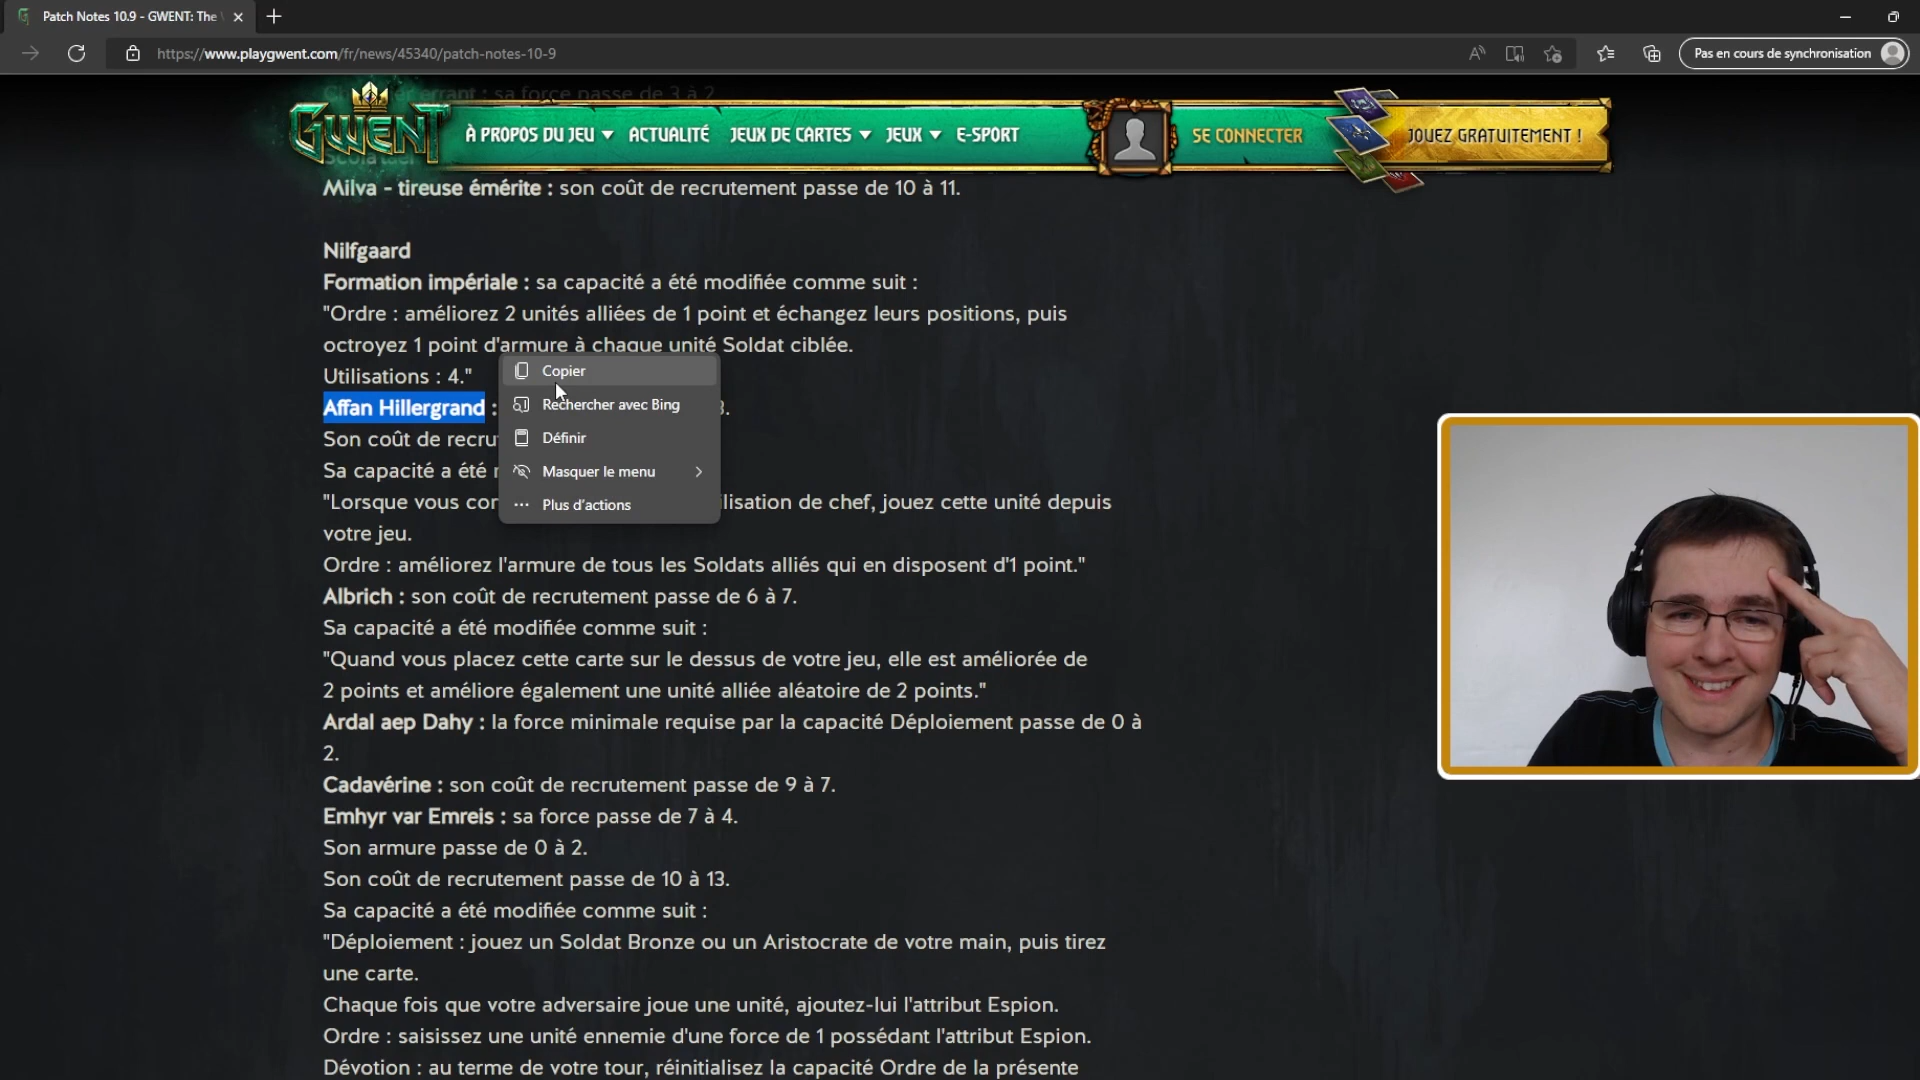 Patch Notes 10.9 - GWENT: The
https://www.playgwent.com/fr/news/45340/patch-notes-10-9
Pas en cours de synchronisation
errant : sa force passe de 3 à 2
GWENT
À PROPOS DU JEU
ACTUALITÉ
JEUX DE CARTES
JEUX
E-SPORT
SE CONNECTER
JOUEZ GRATUITEMENT !
Milva - tireuse émérite : son coût de recrutement passe de 10 à 11.
Nilfgaard
Formation impériale : sa capacité a été modifiée comme suit :
"Ordre : améliorez 2 unités alliées de 1 point et échangez leurs positions, puis
octroyez 1 point d'armure à chaque unité Soldat ciblée.
Utilisations : 4."
Affan Hillergrand :
Son coût de recru
Sa capacité a été
"Lorsque vous con
lisation de chef, jouez cette unité depuis
votre jeu.
Copier
Rechercher avec Bing
Définir
Masquer le menu
Plus d'actions
Ordre : améliorez l'armure de tous les Soldats alliés qui en disposent d'1 point."
Albrich : son coût de recrutement passe de 6 à 7.
Sa capacité a été modifiée comme suit :
"Quand vous placez cette carte sur le dessus de votre jeu, elle est améliorée de
2 points et améliore également une unité alliée aléatoire de 2 points."
Ardal aep Dahy : la force minimale requise par la capacité Déploiement passe de 0 à
2.
Cadavérine : son coût de recrutement passe de 9 à 7.
Emhyr var Emreis : sa force passe de 7 à 4.
Son armure passe de 0 à 2.
Son coût de recrutement passe de 10 à 13.
Sa capacité a été modifiée comme suit :
"Déploiement : jouez un Soldat Bronze ou un Aristocrate de votre main, puis tirez
une carte.
Chaque fois que votre adversaire joue une unité, ajoutez-lui l'attribut Espion.
Ordre : saisissez une unité ennemie d'une force de 1 possédant l'attribut Espion.
Dévotion : au terme de votre tour, réinitialisez la capacité Ordre de la présente